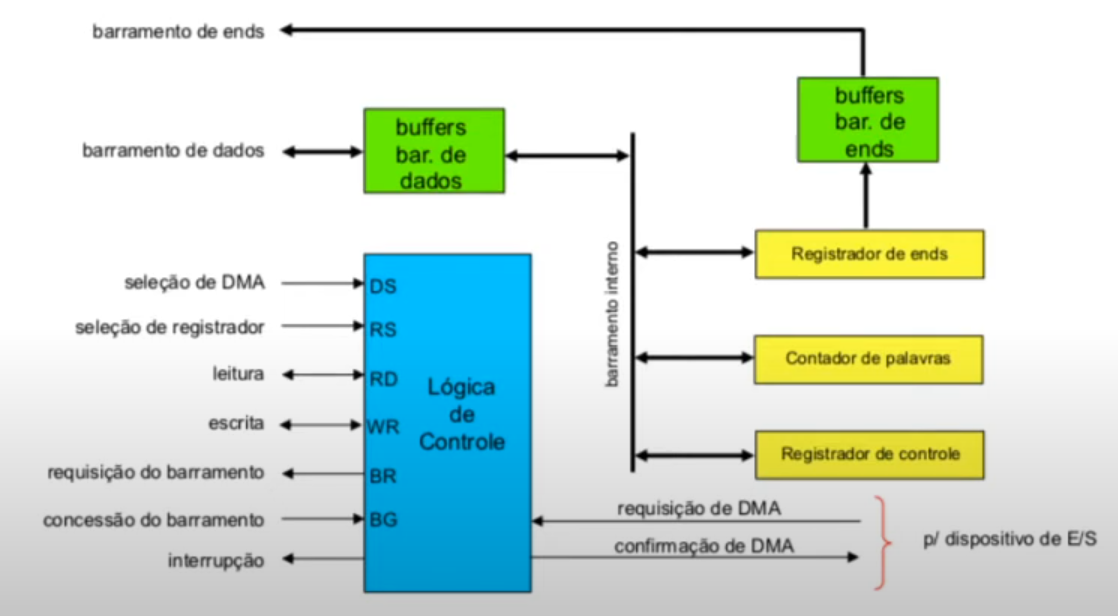 barramento de ends
buffers
bar. de
ends
barramento de dados
buffers
bar. de
dados
Registrador de ends
barramento interno
Contador de palavras
Registrador de controle
seleção de DMA
DS
seleção de registrador
RS
leitura
RD
escrita
WR
requisição do barramento
BR
concessão do barramento
BG
interrupção
Lógica
de
Controle
requisição de DMA
confirmação de DMA
p/ dispositivo de E/S